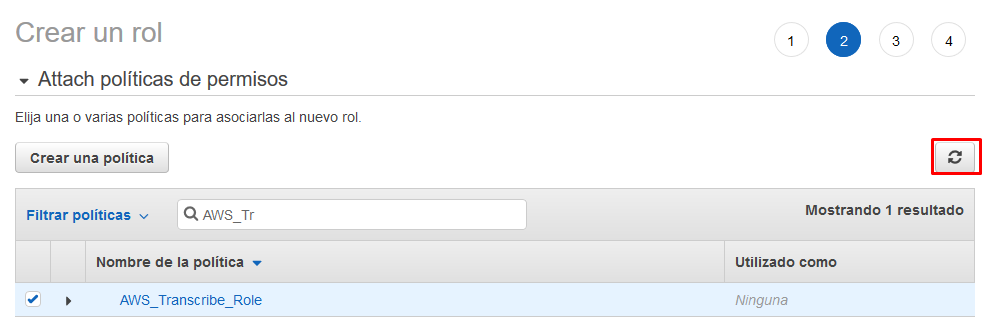 Crear un rol
1 2 3 4
Attach políticas de permisos
Elija una o varias políticas para asociarlas al nuevo rol.
Crear una política
Filtrar políticas AWS_Tr Mostrando 1 resultado
Nombre de la política Utilizado como
AWS_Transcribe_Role Ninguna